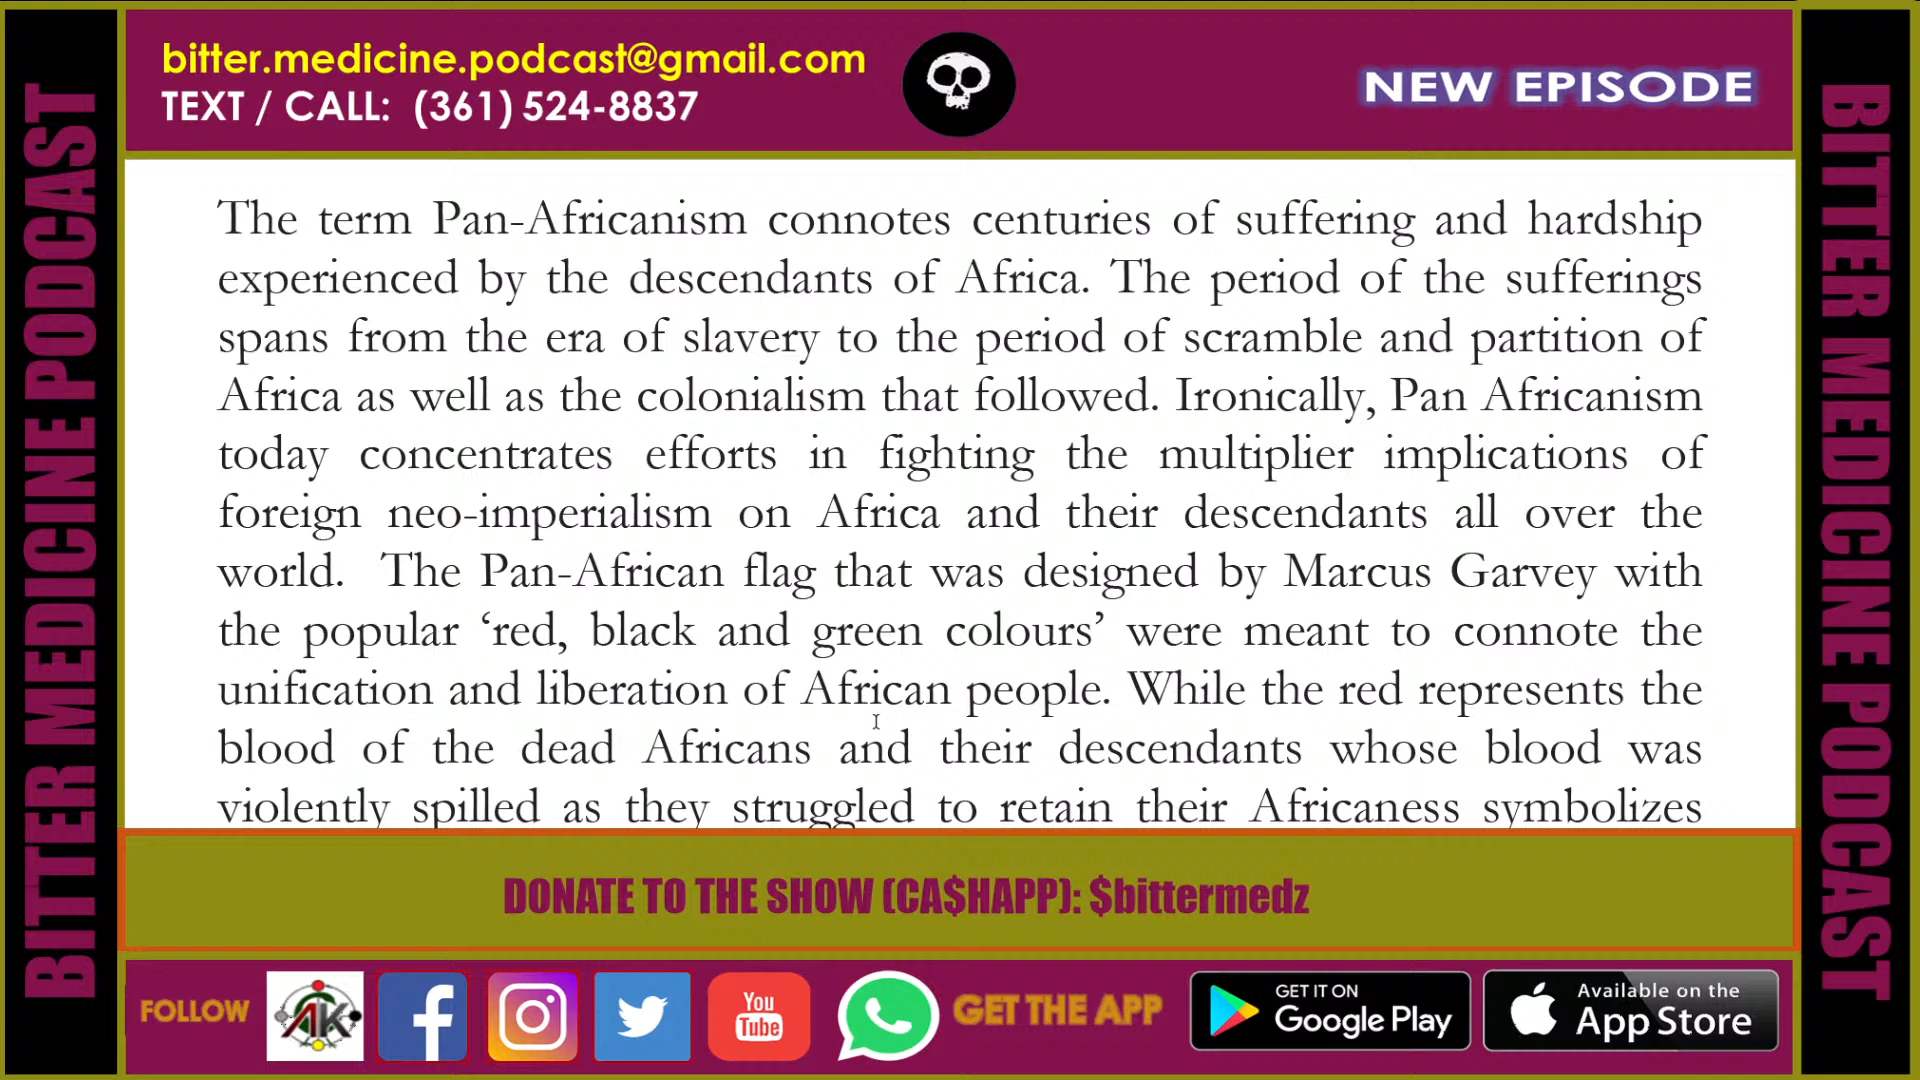 bitter.medicine.podcast@gmail.com
TEXT / CALL: (361) 524-8837
NEW EPISODE
BITTER MEDICINE PODCAST
The term Pan-Africanism connotes centuries of suffering and hardship
experienced by the descendants of Africa. The period of the sufferings
spans from the era of slavery to the period of scramble and partition of
Africa as well as the colonialism that followed. Ironically, Pan Africanism
today concentrates efforts in fighting the multiplier implications of
foreign neo-imperialism on Africa and their descendants all over the
world. The Pan-African flag that was designed by Marcus Garvey with
the popular ‘red, black and green colours’ were meant to connote the
unification and liberation of African people. While the red represents the
blood of the dead Africans and their descendants whose blood was
violently spilled as they struggled to retain their Africaness symbolizes
BITTER MEDICINE PODCAST
DONATE TO THE SHOW (CA$HAPP): $bittermedz
FOLLOW
AK
You
Tube
GET THE APP
GET IT ON
Google Play
Available on the
App Store